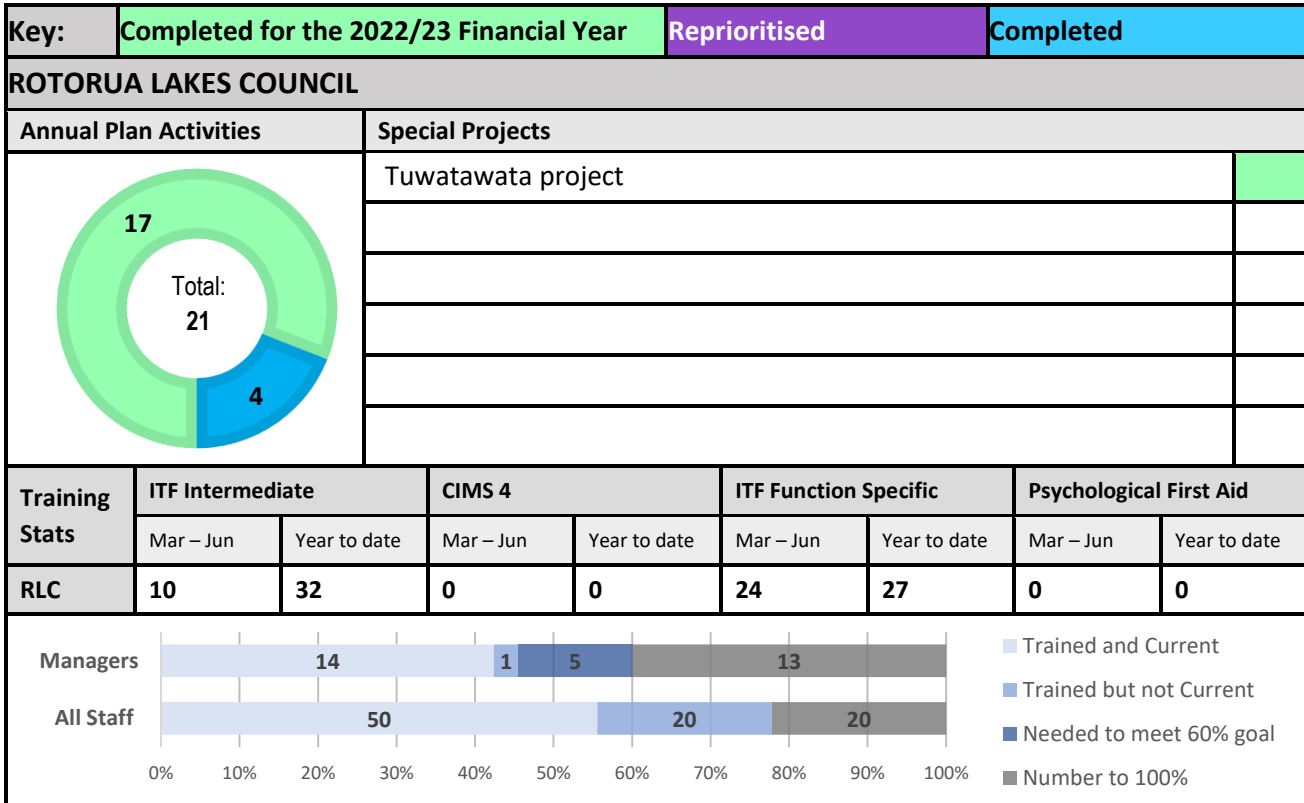 Key: Completed for the 2022/23 Financial Year Reprioritised Completed
ROTORUA LAKES COUNCIL
Annual Plan Activities Special Projects
Tuwatawata project
17
Total:
21
4
Training Stats ITF Intermediate CIMS 4 ITF Function Specific Psychological First Aid
Mar – Jun Year to date Mar – Jun Year to date Mar – Jun Year to date Mar – Jun Year to date
RLC 10 32 0 0 24 27 0 0
Managers 14 1 5 13
All Staff 50 20 20
0% 10% 20% 30% 40% 50% 60% 70% 80% 90% 100%
Trained and Current
Trained but not Current
Needed to meet 60% goal
Number to 100%